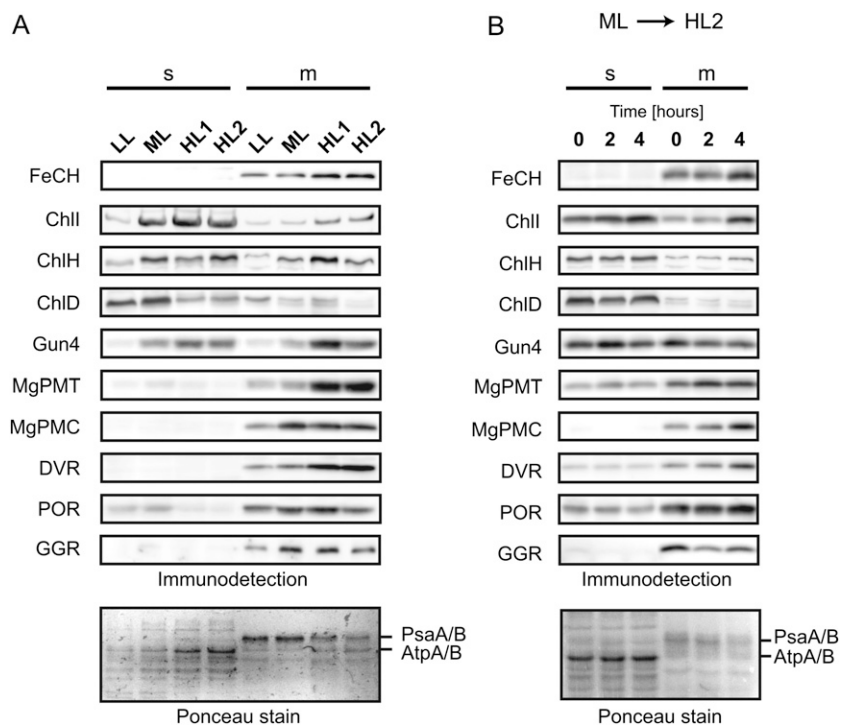 A
s m
LL ML HL1 HL2 LL ML HL1 HL2
FeCH
ChlI
ChlH
ChlD
Gun4
MgPMT
MgPMC
DVR
POR
GGR
Immunodetection
PsaA/B
AtpA/B
Ponceau stain
B
ML → HL2
s m
Time [hours]
0 2 4 0 2 4
FeCH
ChlI
ChlH
ChlD
Gun4
MgPMT
MgPMC
DVR
POR
GGR
Immunodetection
PsaA/B
AtpA/B
Ponceau stain